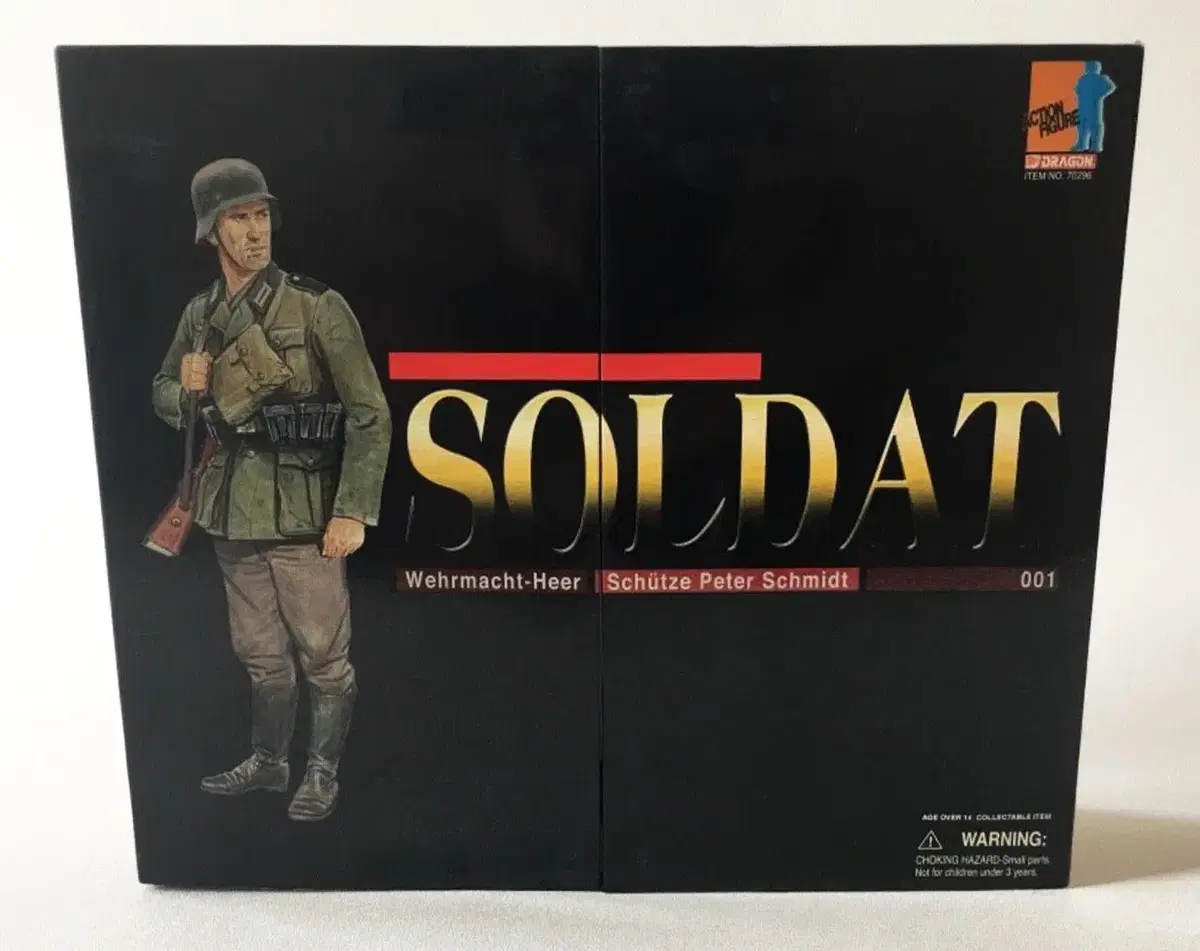 ACTION
FIGURE
DRAGON
ITEM NO. 70296
SOLDAT
Wehrmacht-Heer Schütze Peter Schmidt 001
AGE OVER 14 COLLECTABLE ITEM
WARNING:
CHOKING HAZARD-Small parts.
Not for children under 3 years.